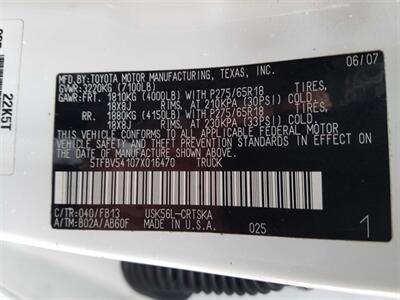 22K5T
06/07
MFD. BY: TOYOTA MOTOR MANUFACTURING, TEXAS, INC.
GVWR: 3220KG (7100LB)
GAWR: FRT. 1810KG (4000LB) WITH P275/65R18 TIRES,
18X8J RIMS, AT 210KPA (30PSI) COLD.
RR. 1880KG (4150LB) WITH P275/65R18 TIRES,
18X8J RIMS, AT 230KPA (33PSI) COLD.
THIS VEHICLE CONFORMS TO ALL APPLICABLE FEDERAL MOTOR
VEHICLE SAFETY AND THEFT PREVENTION STANDARDS IN EFFECT
ON THE DATE OF MANUFACTURE SHOWN ABOVE.
5TFBV54107X016470 TRUCK
C/TR: 040/FB13 USK56L-CRTSKA
A/TM: B02A/AB60F U.S.A. 025 1